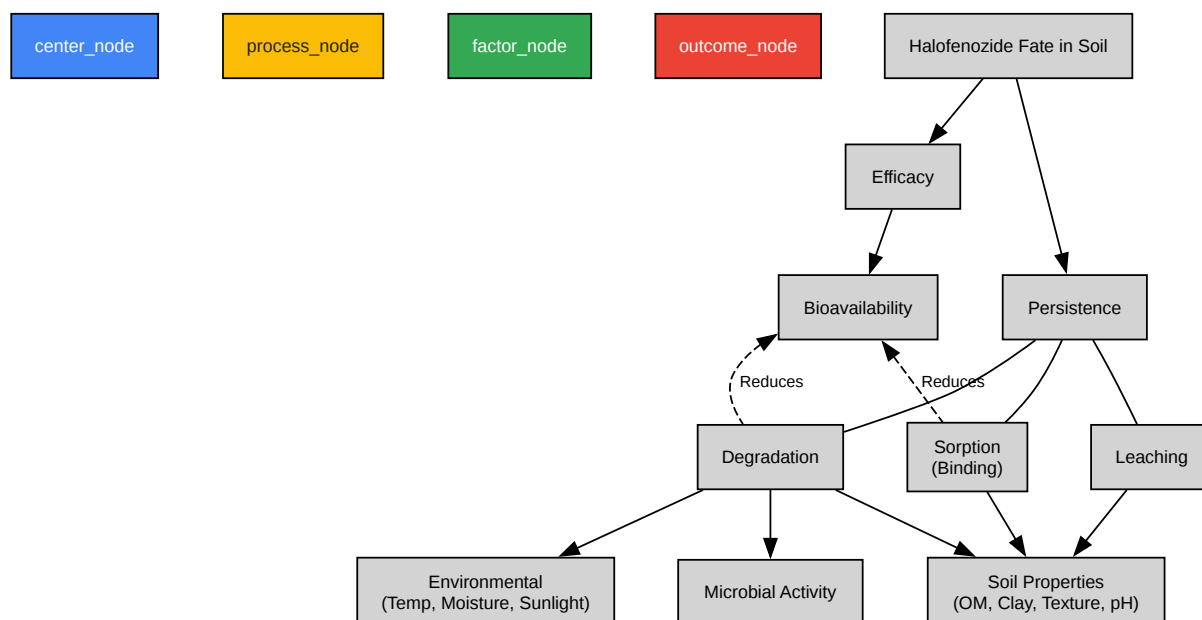 center_node
process_node
factor_node
outcome_node
Halofenozide Fate in Soil
Efficacy
Bioavailability
Persistence
Reduces
Reduces
Degradation
Sorption
(Binding)
Leaching
Environmental
(Temp, Moisture, Sunlight)
Microbial Activity
Soil Properties
(OM, Clay, Texture, pH)